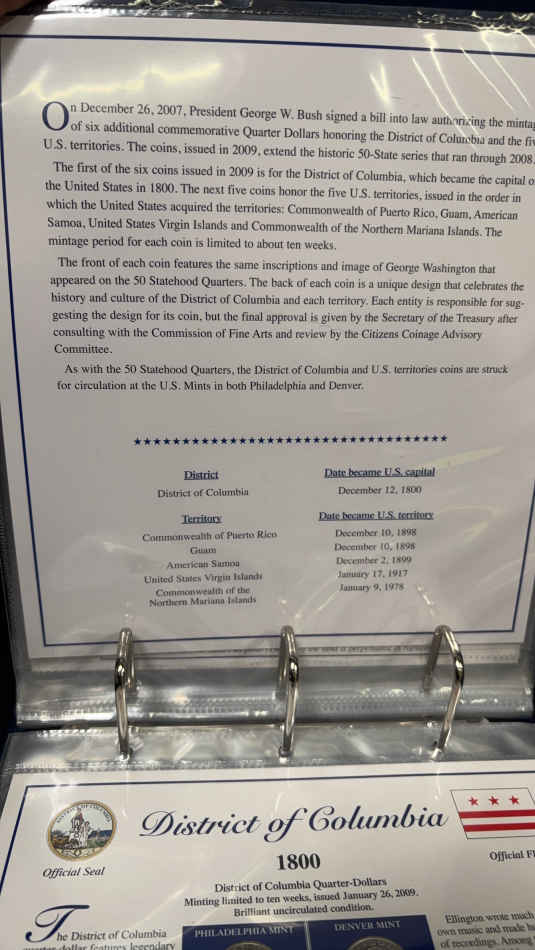 On December 26, 2007, President George W. Bush signed a bill into law authorizing the
of six additional commemorative Quarter Dollars honoring the District of Columbia and the
U.S. territories. The coins, issued in 2009, extend the historic 50-State series that ran through 2008.
The first of the six coins issued in 2009 is for the District of Columbia, which became the capital
the United States in 1800. The next five coins honor the five U.S. territories, issued in the order in
which the United States acquired the territories: Commonwealth of Puerto Rico, Guam, American
Samoa, United States Virgin Islands and Commonwealth of the Northern Mariana Islands. The
mintage period for each coin is limited to about ten weeks.
The front of each coin features the same inscriptions and image of George Washington that
appeared on the 50 Statehood Quarters. The back of each coin is a unique design that celebrates the
history and culture of the District of Columbia and each territory. Each entity is responsible for sug-
gesting the design for its coin, but the final approval is given by the Secretary of the Treasury after
consulting with the Commission of Fine Arts and review by the Citizens Coinage Advisory
Committee.
As with the 50 Statehood Quarters, the District of Columbia and U.S. territories coins are struck
for circulation at the U.S. Mints in both Philadelphia and Denver.
District Date became U.S. capital
District of Columbia December 12, 1800
Territory Date became U.S. territory
Commonwealth of Puerto Rico December 10, 1898
Guam December 10, 1898
American Samoa December 2, 1899
United States Virgin Islands January 17, 1917
Commonwealth of the January 9, 1978
Northern Mariana Islands
District of Columbia
1800
Official Seal
Official
District of Columbia Quarter-Dollars
Minting limited to ten weeks, issued January 26, 2009.
Brilliant uncirculated condition.
The District of Columbia
quarter dollar features legendary
PHILADELPHIA MINT
DENVER MINT
Ellington wrote much
own music and made
of recordings. Among